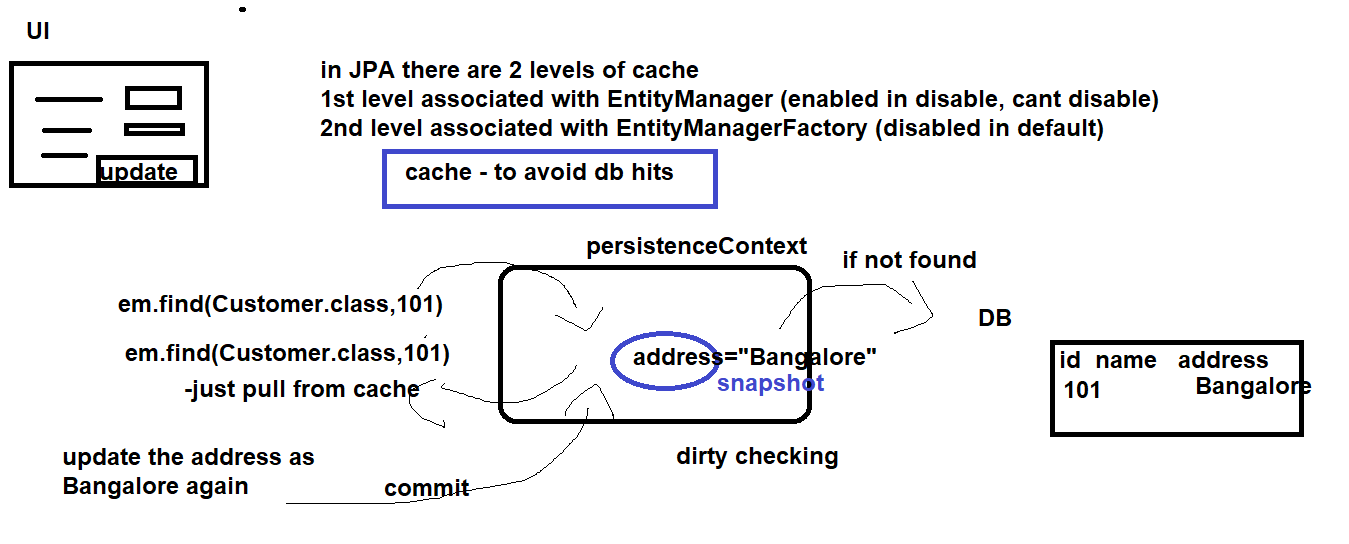 UI
in JPA there are 2 levels of cache
1st level associated with EntityManager (enabled in disable, cant disable)
2nd level associated with EntityManagerFactory (disabled in default)
update
cache - to avoid db hits
persistenceContext
if not found
em.find(Customer.class,101)
DB
em.find(Customer.class,101)
address="Bangalore"
id name address
-just pull from cache
snapshot
101 Bangalore
update the address as
Bangalore again
dirty checking
commit